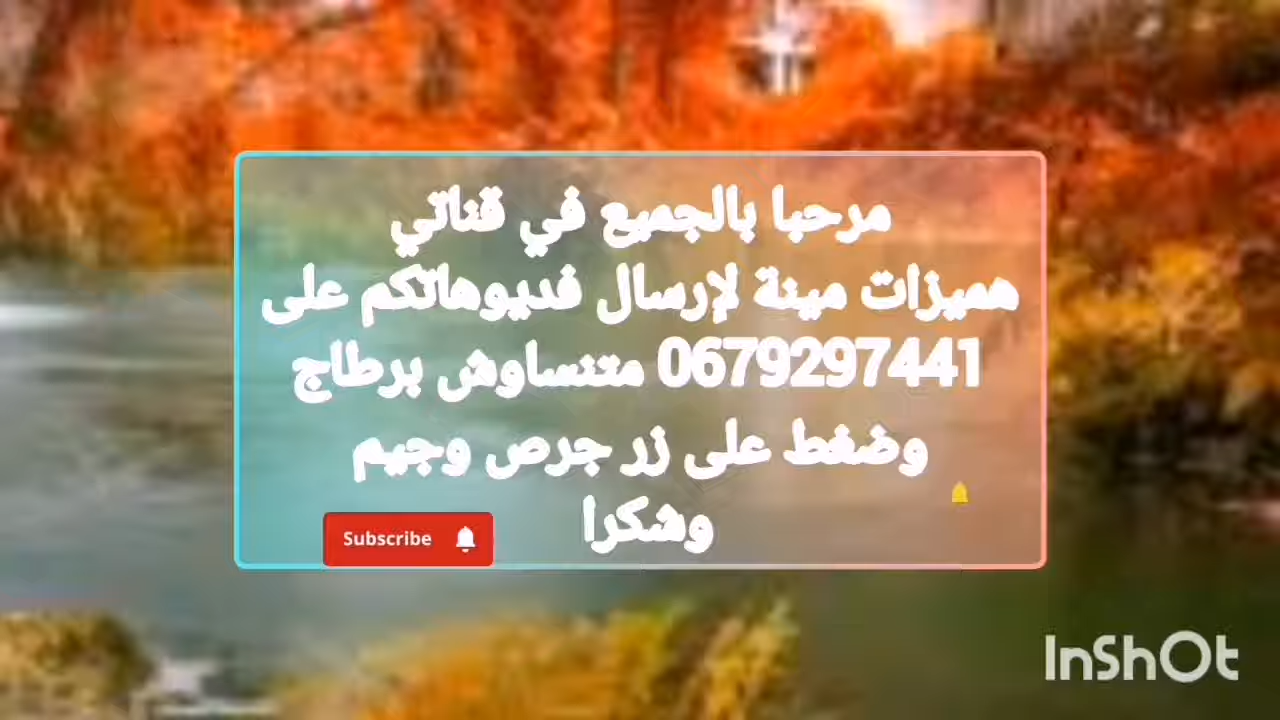 مرحبا بالجميع في قناتي
هميزات مينة لإرسال فديوهاتكم على
0679297441 متنساوش برطاج
وضغط على زر جرص وجيم
وشكرا
Subscribe
InShOt